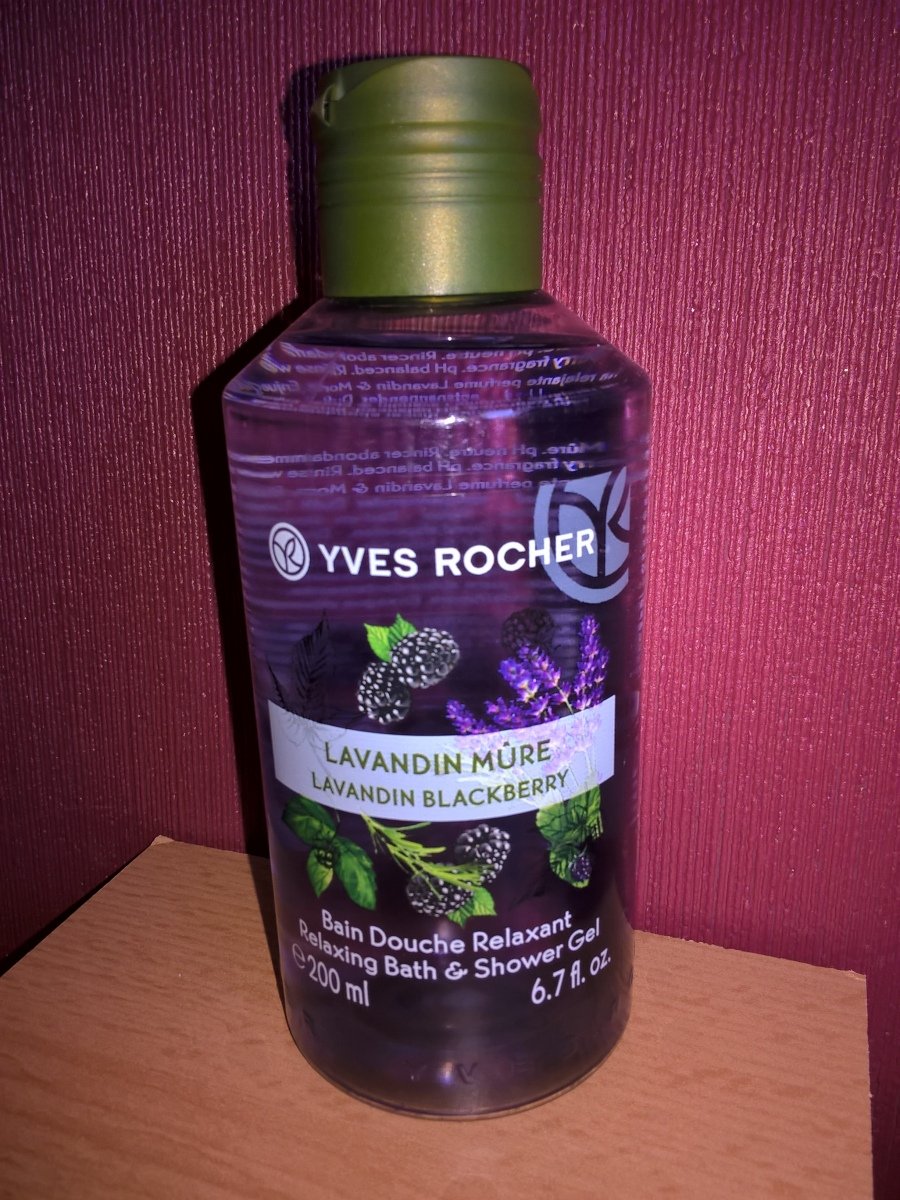 YVES ROCHER
LAVANDIN MÛRE
LAVANDIN BLACKBERRY
Bain Douche Relaxant
Relaxing Bath & Shower Gel
℮ 200 ml
6.7 fl. oz.